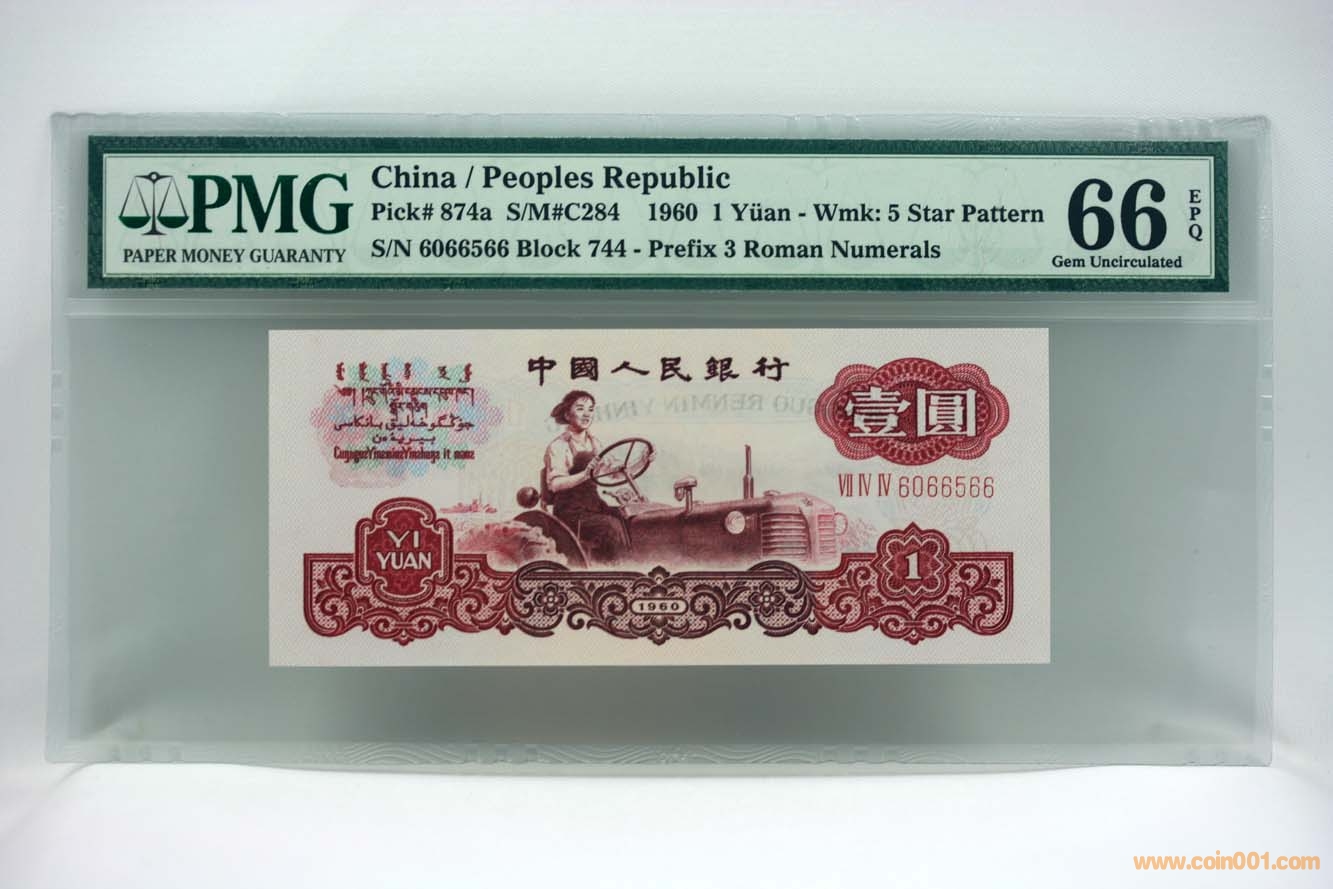 PMG
PAPER MONEY GUARANTY
China / Peoples Republic
Pick# 874a S/M#C284 1960 1 Yüan - Wmk: 5 Star Pattern
S/N 6066566 Block 744 - Prefix 3 Roman Numerals
66
EPQ
Gem Uncirculated
中國人民銀行
壹圓
VII IV IV 6066566
YI
YUAN
1
1960
www.coin001.com